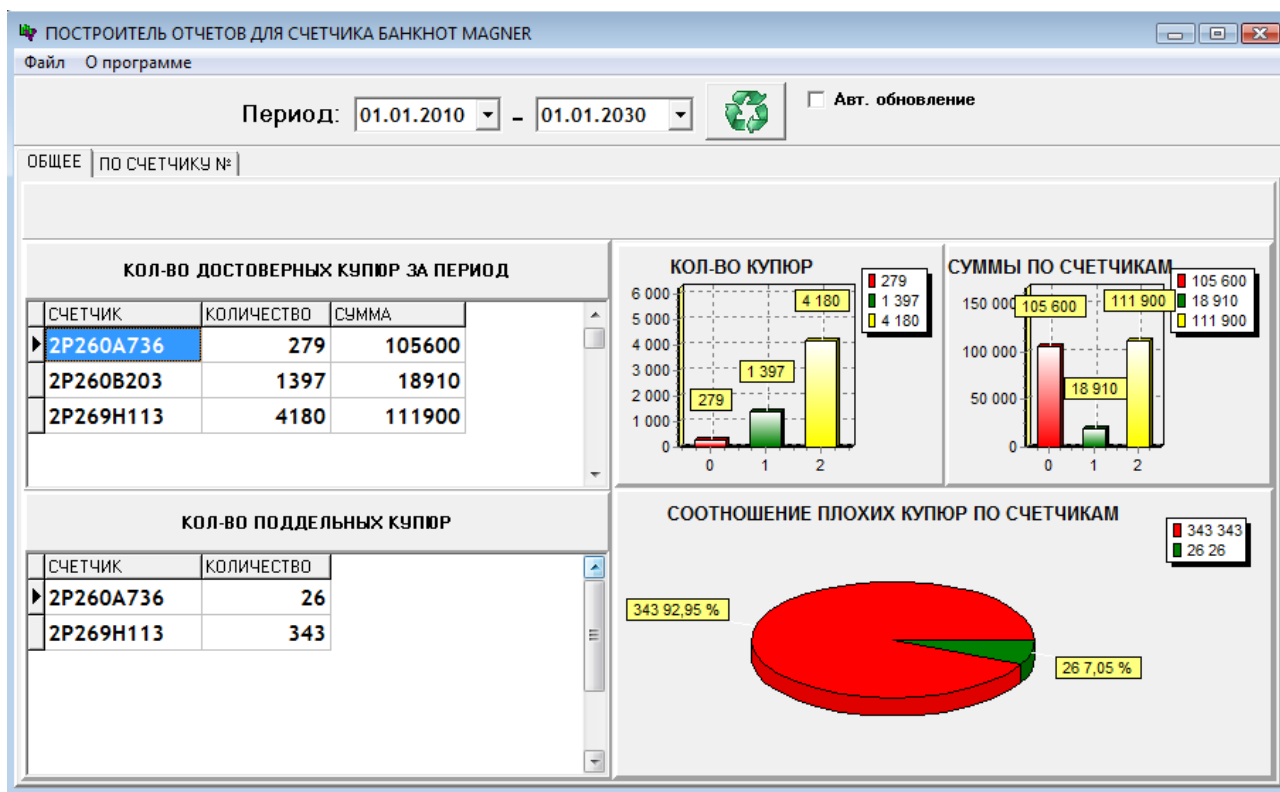 ПОСТРОИТЕЛЬ ОТЧЕТОВ ДЛЯ СЧЕТЧИКА БАНКНОТ MAGNER
Файл О программе
Период: 01.01.2010 – 01.01.2030 Авт. обновление
ОБЩЕЕ ПО СЧЕТЧИКУ №
КОЛ-ВО ДОСТОВЕРНЫХ КУПЮР ЗА ПЕРИОД
СЧЕТЧИК КОЛИЧЕСТВО СУММА
2P260A736 279 105600
2P260B203 1397 18910
2P269H113 4180 111900
КОЛ-ВО КУПЮР
279
1 397
4 180
6 000
5 000
4 000
3 000
2 000
1 000
0
279
1 397
4 180
0 1 2
СУММЫ ПО СЧЕТЧИКАМ
105 600
18 910
111 900
150 000
100 000
50 000
0
105 600
18 910
111 900
0 1 2
КОЛ-ВО ПОДДЕЛЬНЫХ КУПЮР
СЧЕТЧИК КОЛИЧЕСТВО
2P260A736 26
2P269H113 343
СООТНОШЕНИЕ ПЛОХИХ КУПЮР ПО СЧЕТЧИКАМ
343 343
26 26
343 92,95 %
26 7,05 %